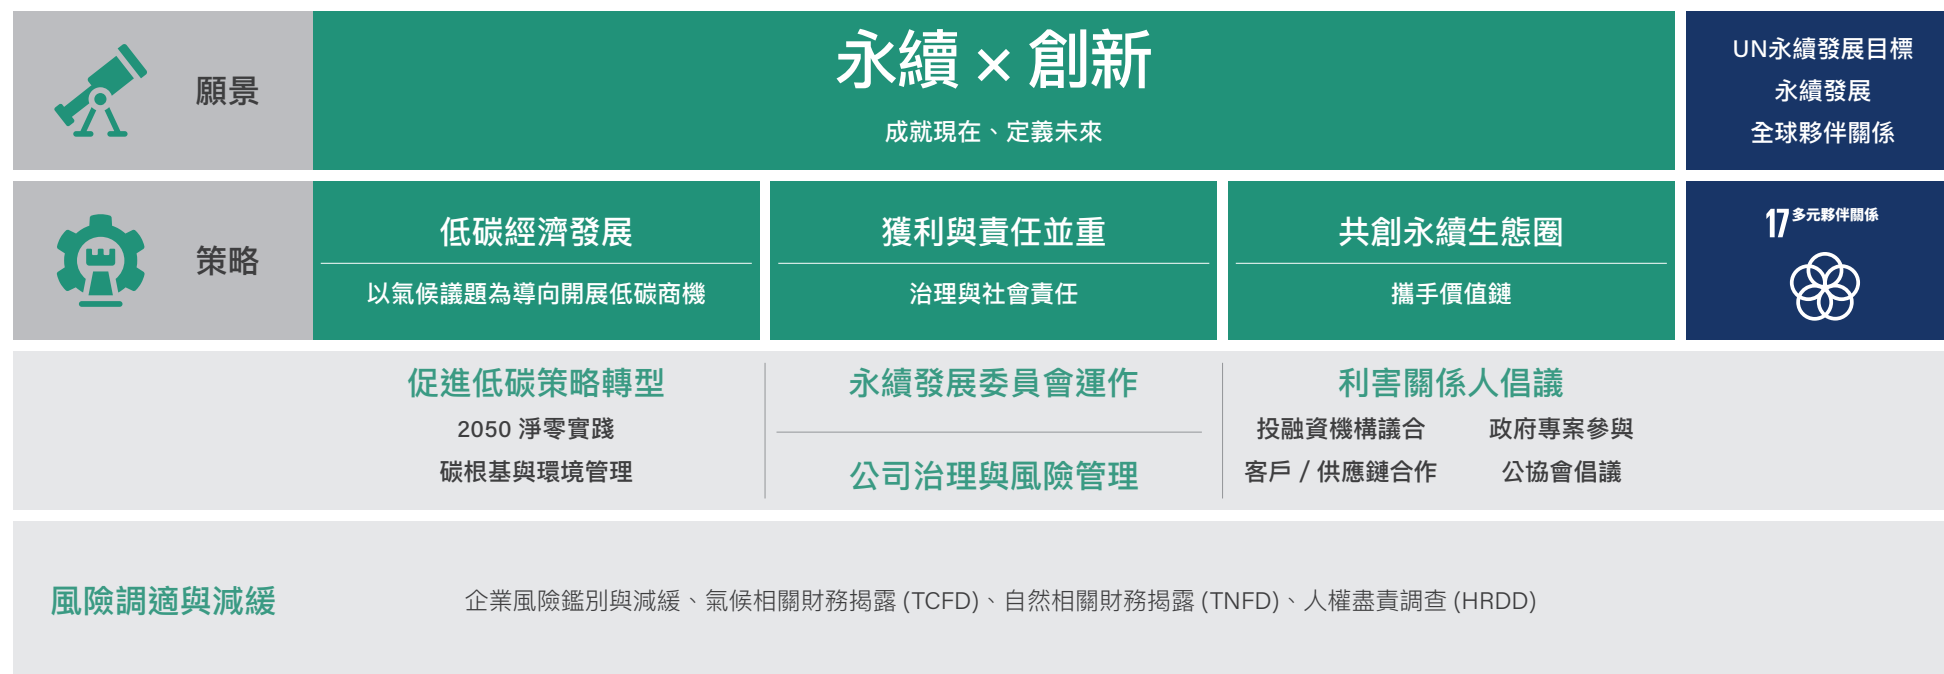 願景
永續 × 創新
成就現在、定義未來
UN永續發展目標
永續發展
全球夥伴關係
策略
低碳經濟發展
以氣候議題為導向開展低碳商機
獲利與責任並重
治理與社會責任
共創永續生態圈
攜手價值鏈
17 多元夥伴關係
促進低碳策略轉型
2050 淨零實踐
碳根基與環境管理
永續發展委員會運作
公司治理與風險管理
利害關係人倡議
投融資機構議合 政府專案參與
客戶 / 供應鏈合作 公協會倡議
風險調適與減緩
企業風險鑑別與減緩、氣候相關財務揭露 (TCFD)、自然相關財務揭露 (TNFD)、人權盡責調查 (HRDD)